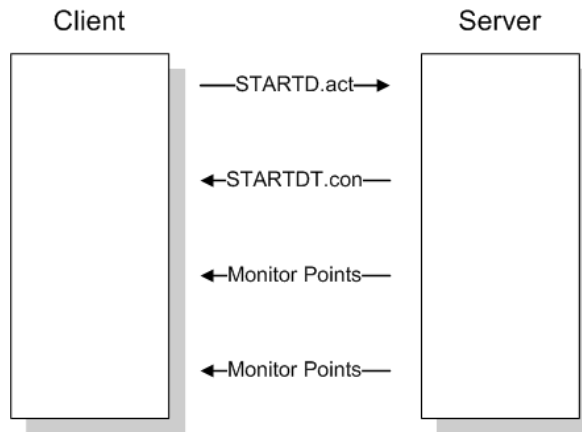 Client
Server
STARTD.act
STARTDT.con
Monitor Points
Monitor Points